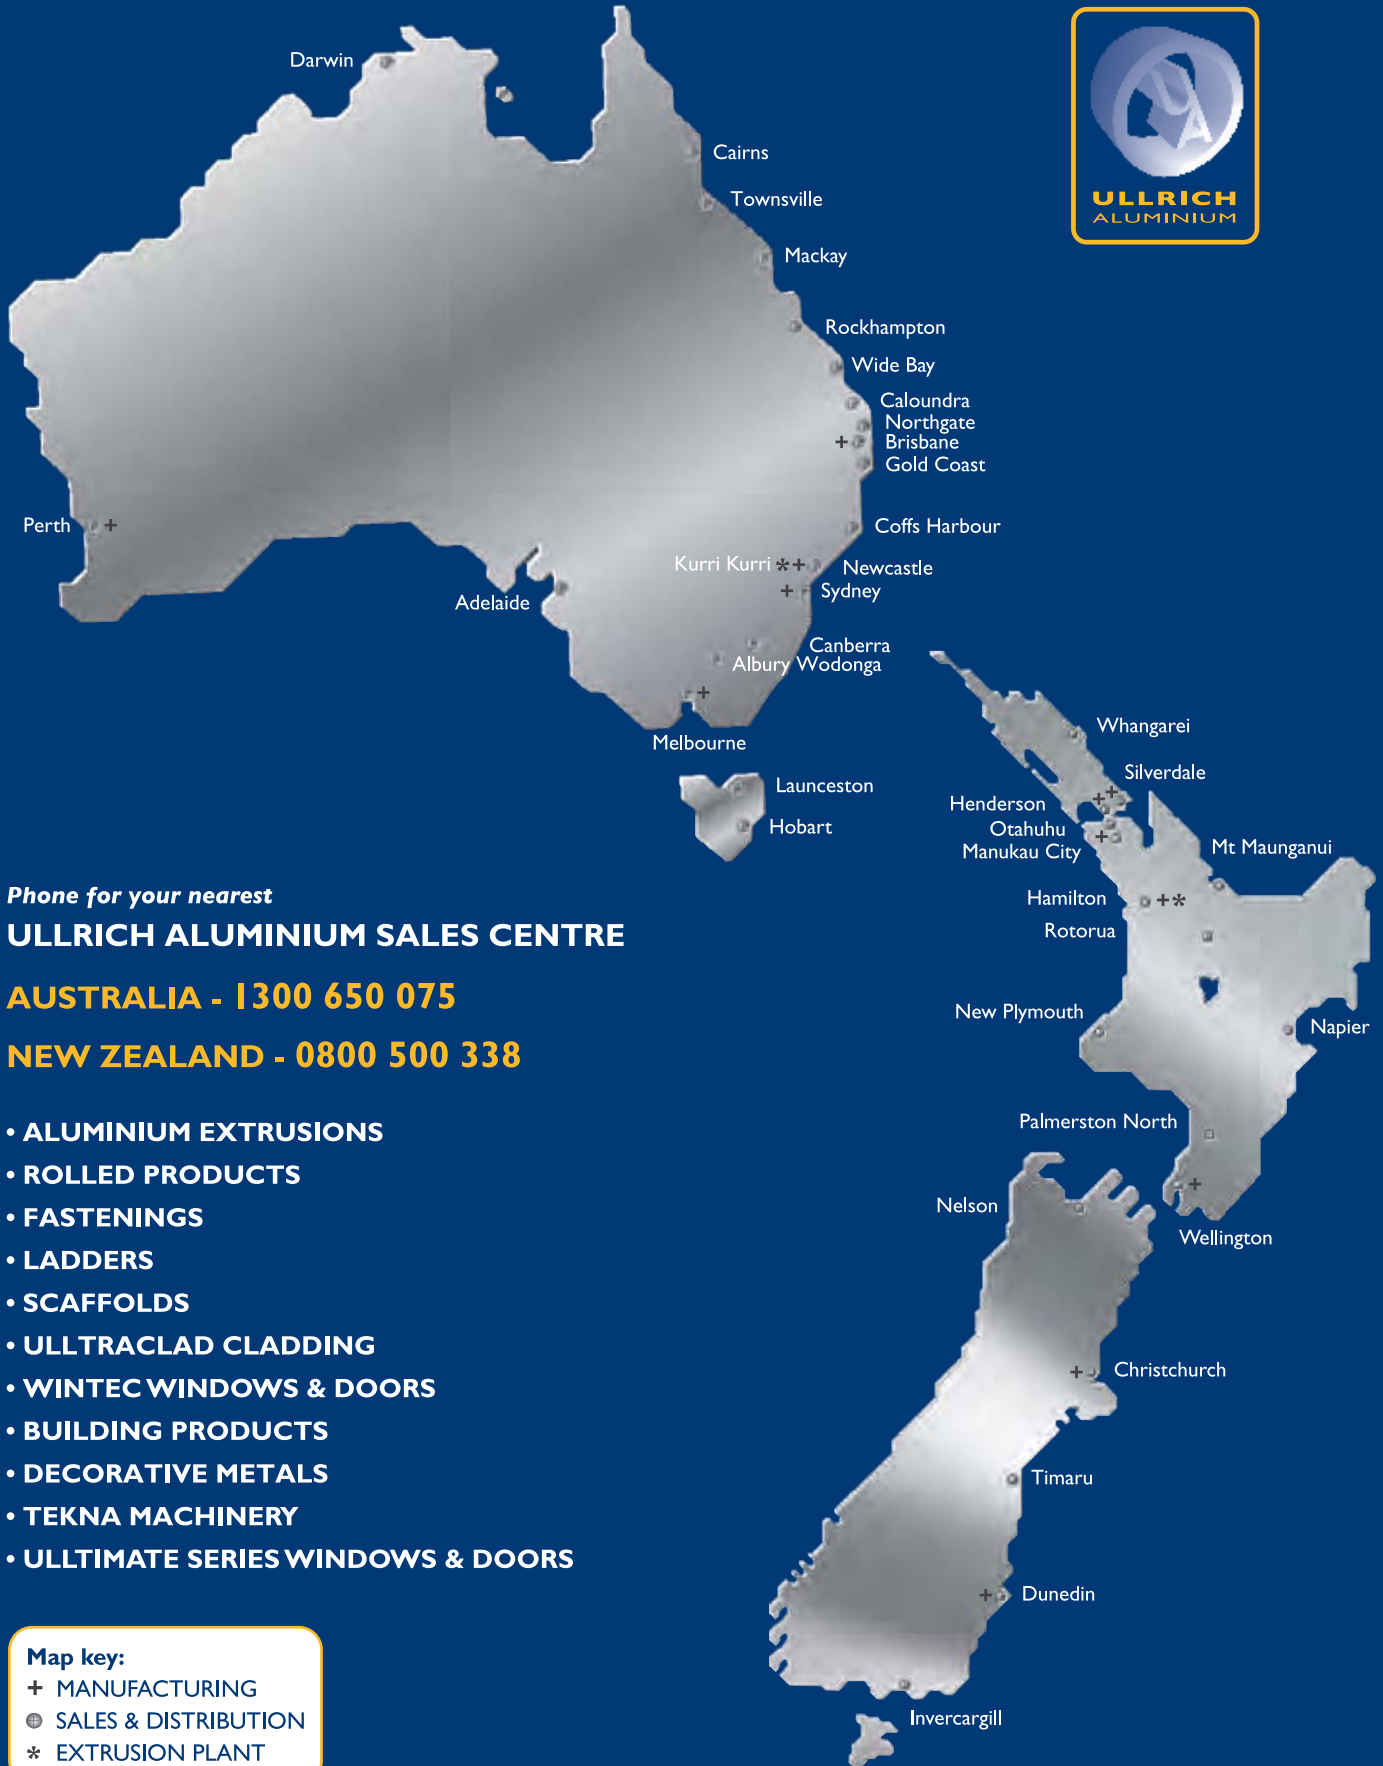 Darwin
Cairns
Townsville
Mackay
Rockhampton
Wide Bay
Caloundra
Northgate
+ Brisbane
Gold Coast
Perth +
Coffs Harbour
Kurri Kurri *+
Newcastle
+ Sydney
Adelaide
Canberra
Albury Wodonga
+
Melbourne
Launceston
Hobart
UA
ULLRICH
ALUMINIUM
Whangarei
Silverdale
++
Henderson
Otahuhu
+
Manukau City
Mt Maunganui
Hamilton +*
Rotorua
New Plymouth
Napier
Palmerston North
+
Nelson
Wellington
+ Christchurch
Timaru
+ Dunedin
Invercargill
Phone for your nearest
ULLRICH ALUMINIUM SALES CENTRE
AUSTRALIA - 1300 650 075
NEW ZEALAND - 0800 500 338
• ALUMINIUM EXTRUSIONS
• ROLLED PRODUCTS
• FASTENINGS
• LADDERS
• SCAFFOLDS
• ULLTRACLAD CLADDING
• WINTEC WINDOWS & DOORS
• BUILDING PRODUCTS
• DECORATIVE METALS
• TEKNA MACHINERY
• ULLTIMATE SERIES WINDOWS & DOORS
Map key:
+ MANUFACTURING
SALES & DISTRIBUTION
* EXTRUSION PLANT